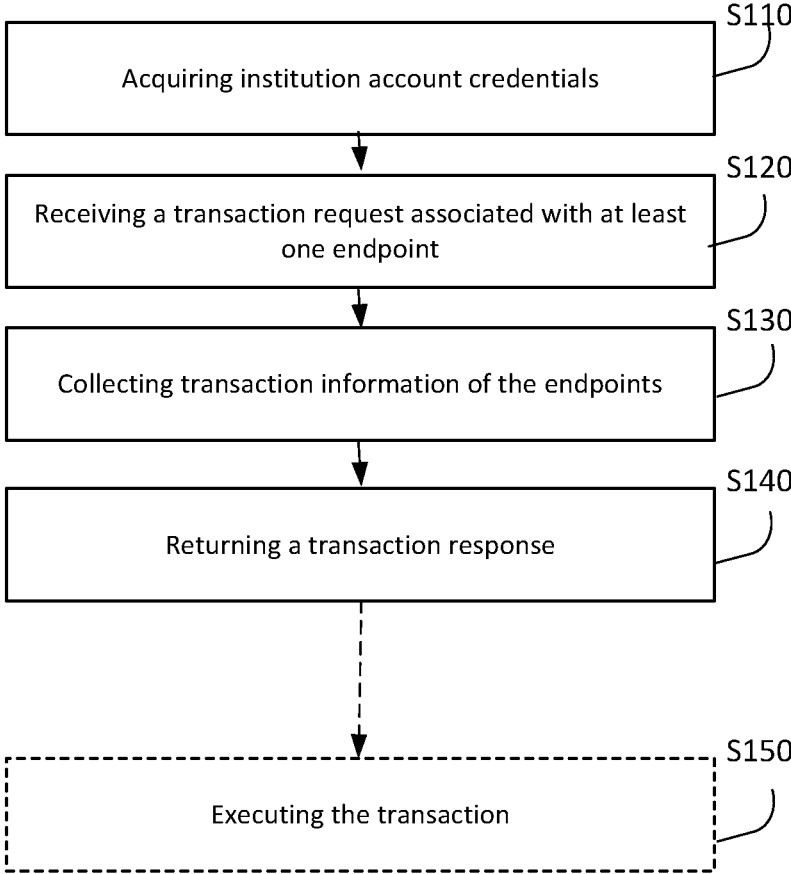 S110
Acquiring institution account credentials
S120
Receiving a transaction request associated with at least
one endpoint
S130
Collecting transaction information of the endpoints
S140
Returning a transaction response
S150
Executing the transaction